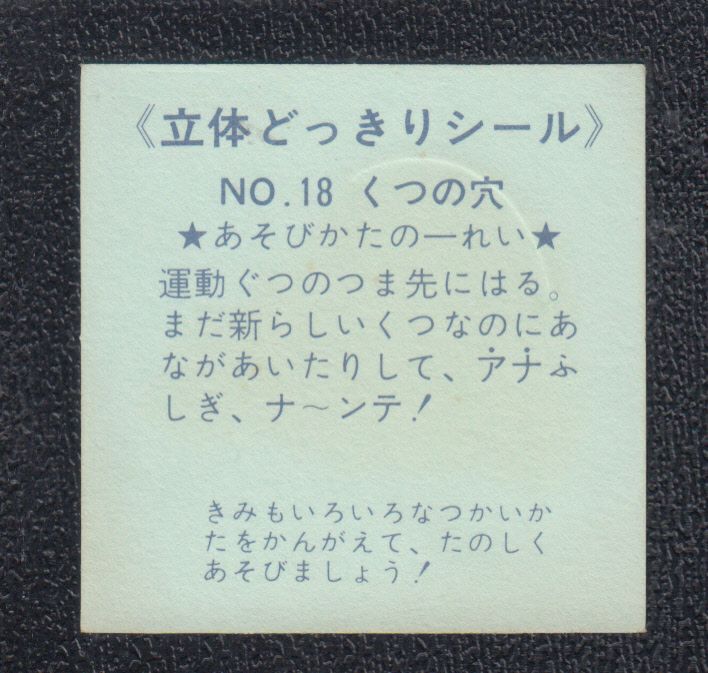 《立体どっきりシール》
NO.18 くつの穴
★あそびかたの一れい★
運動ぐつのつま先にはる。
まだ新らしいくつなのにあ
ながあいたりして、アナふ
しぎ、ナ〜ンテ!
きみもいろいろなつかいか
たをかんがえて、たのしく
あそびましょう!